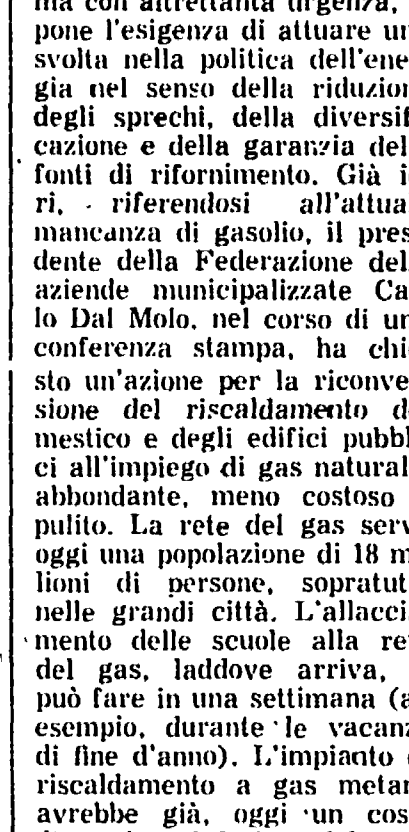 ma con altrettanta urgenza,
pone l'esigenza di attuare un
svolta nella politica dell'ene
gia nel senso della riduzion
degli sprechi, della diversif
cazione e della garanzia del
fonti di rifornimento. Già i
ri, riferendosi all'attua
mancanza di gasolio, il pres
dente della Federazione del
aziende municipalizzate Ca
lo Dal Molo, nel corso di un
conferenza stampa, ha chi
sto un'azione per la riconve
sione del riscaldamento d
mestico e degli edifici pubbl
ci all'impiego di gas natural
abbondante, meno costoso
pulito. La rete del gas serv
oggi una popolazione di 18 m
lioni di persone, sopratut
nelle grandi città. L'allaccia
mento delle scuole alla re
del gas, laddove arriva,
può fare in una settimana (a
esempio, durante le vacanz
di fine d'anno). L'impianto
riscaldamento a gas metan
avrebbe già, oggi un cos